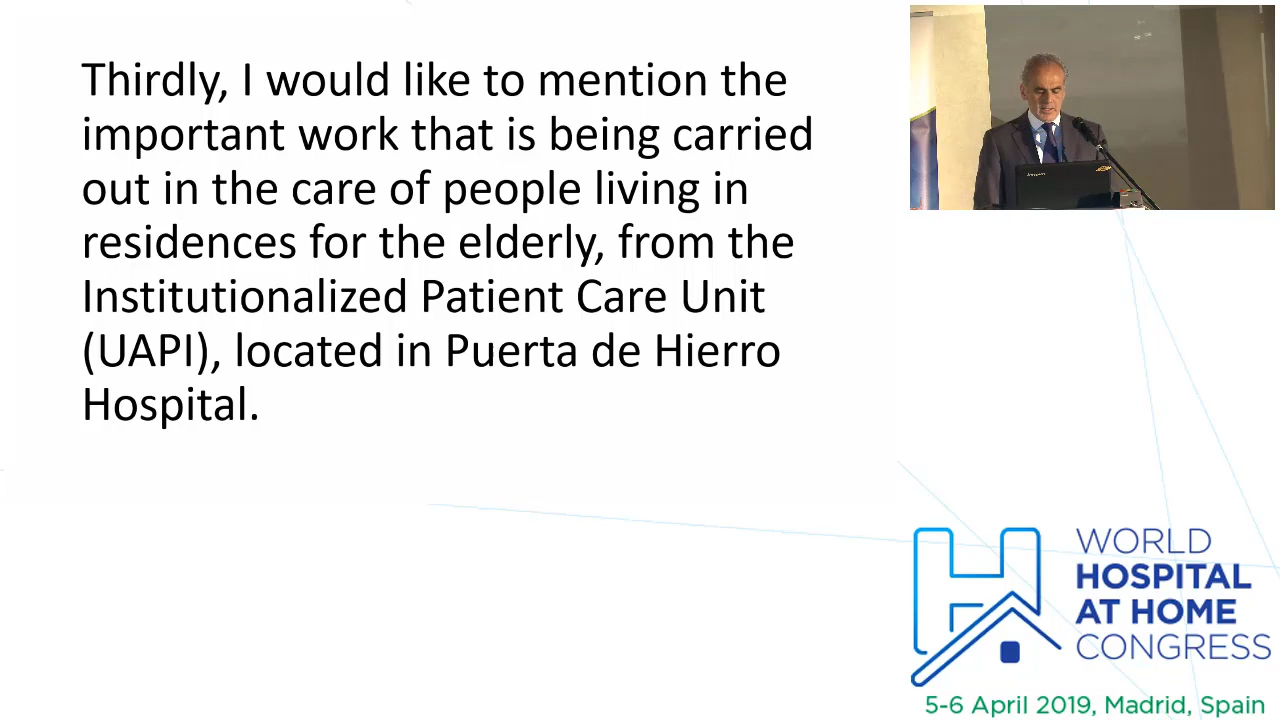 Thirdly, I would like to mention the
important work that is being carried
out in the care of people living in
residences for the elderly, from the
Institutionalized Patient Care Unit
(UAPI), located in Puerta de Hierro
Hospital.
WORLD
HOSPITAL
AT HOME
CONGRESS
5-6 April 2019, Madrid, Spain